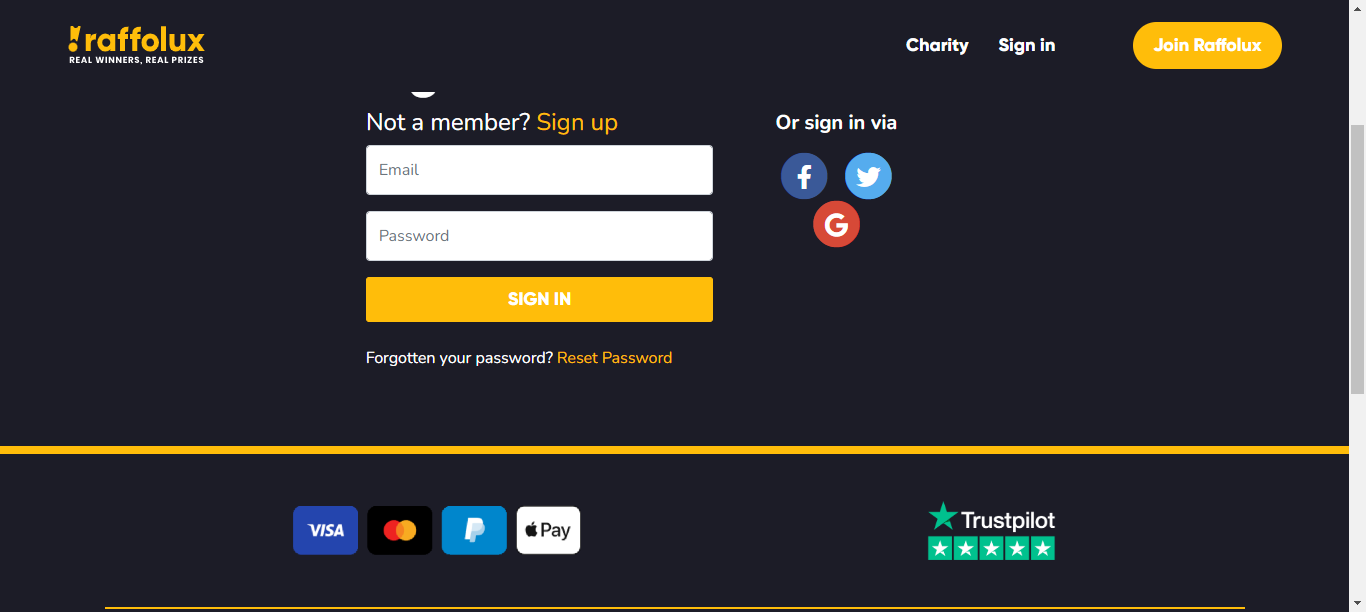 raffolux
REAL WINNERS, REAL PRIZES
Charity
Sign in
Join Raffolux
Not a member? Sign up
Email
Password
SIGN IN
Forgotten your password? Reset Password
Or sign in via
VISA
Pay
Trustpilot